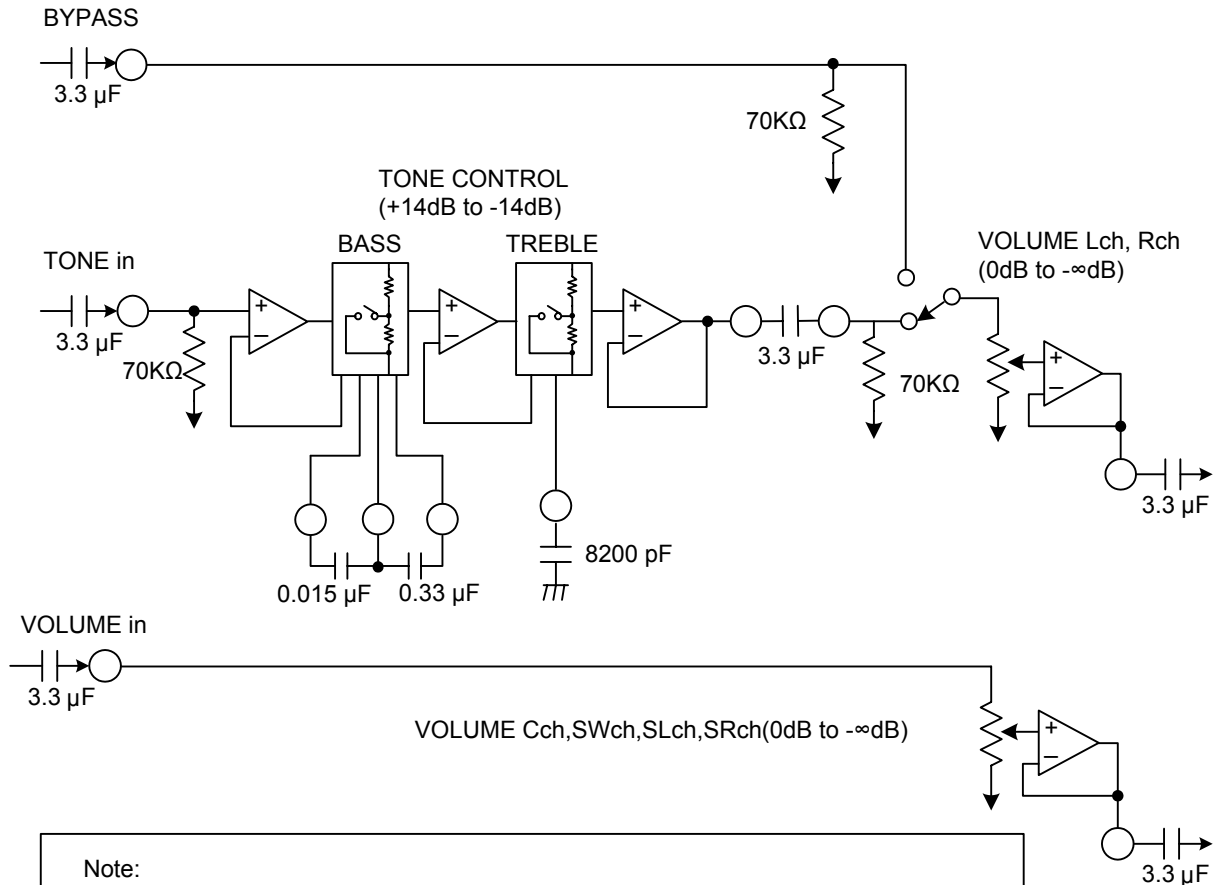 BYPASS
3.3 µF
70KΩ
TONE CONTROL
(+14dB to -14dB)
BASS
TREBLE
VOLUME Lch, Rch
(0dB to -∞dB)
TONE in
+
−
+
−
+
−
3.3 µF
70KΩ
3.3 µF
70KΩ
+
−
3.3 µF
8200 pF
0.015 µF
0.33 µF
VOLUME in
3.3 µF
VOLUME Cch,SWch,SLch,SRch(0dB to -∞dB)
+
−
3.3 µF
Note: